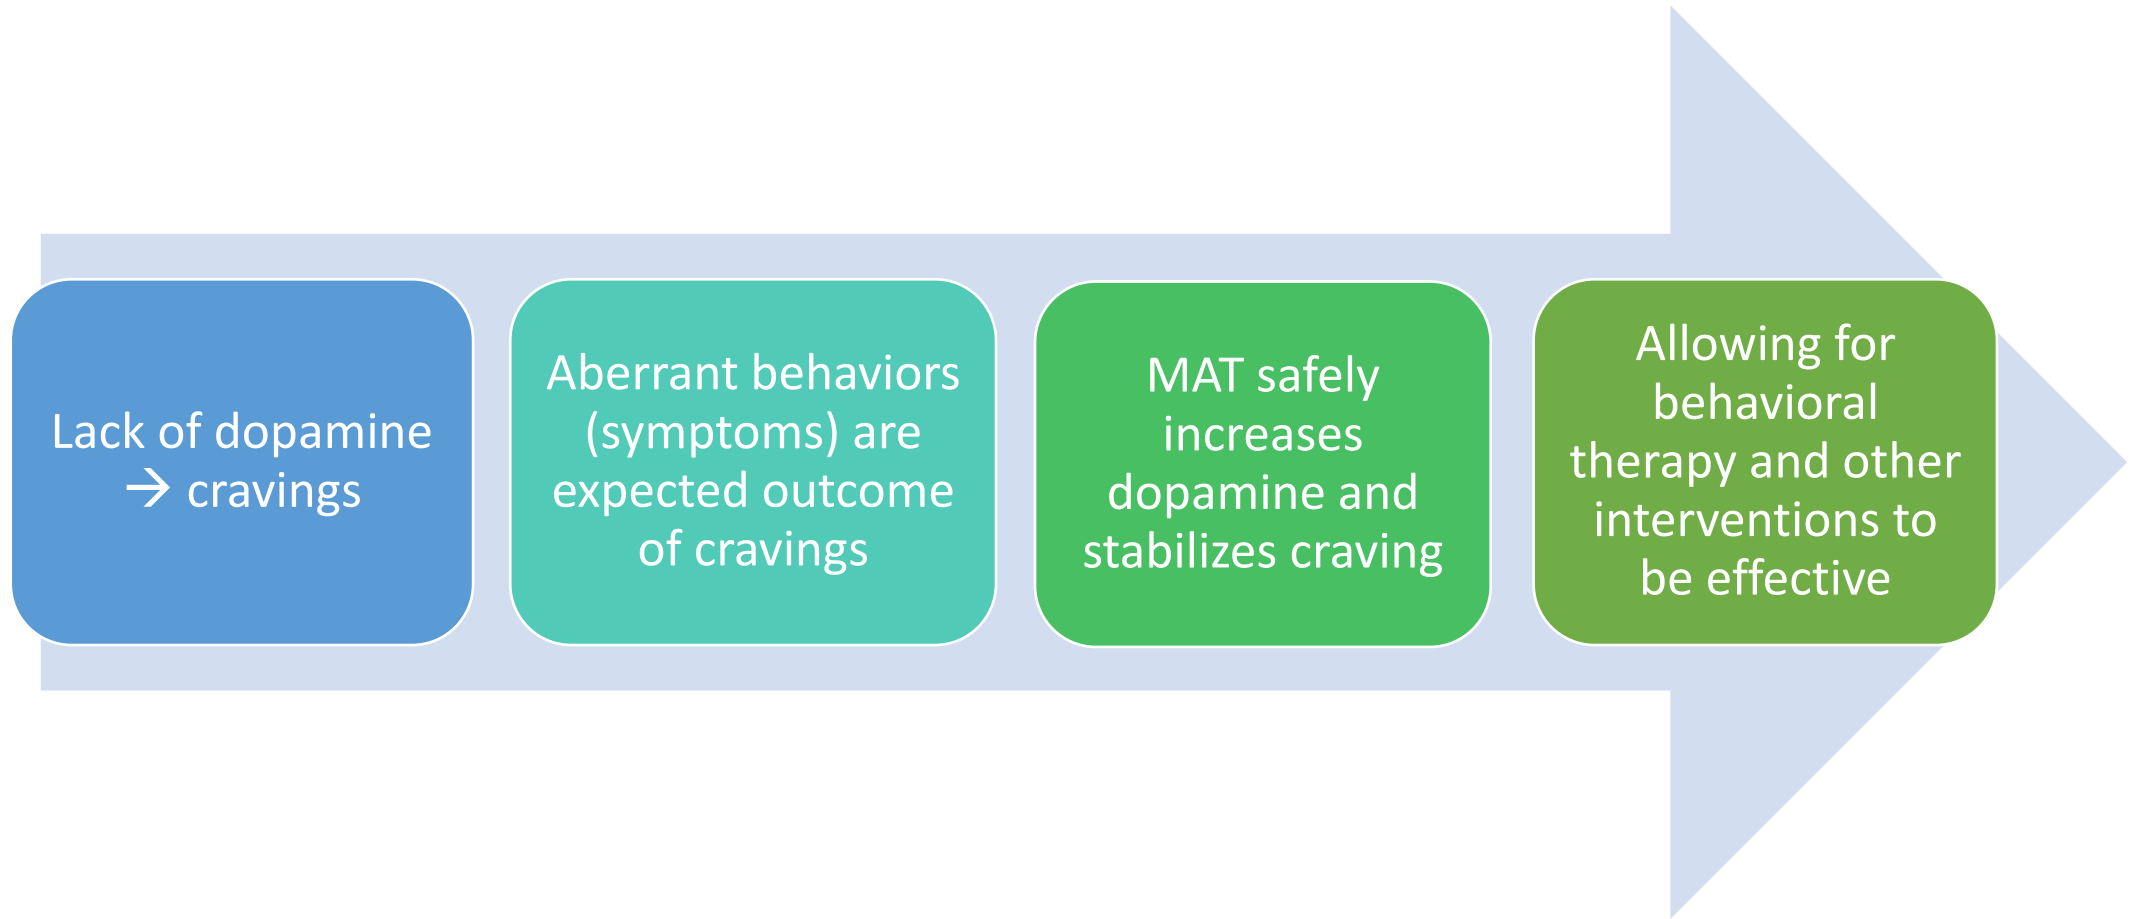 Lack of dopamine
→ cravings
Aberrant behaviors
(symptoms) are
expected outcome
of cravings
MAT safely
increases
dopamine and
stabilizes craving
Allowing for
behavioral
therapy and other
interventions to
be effective